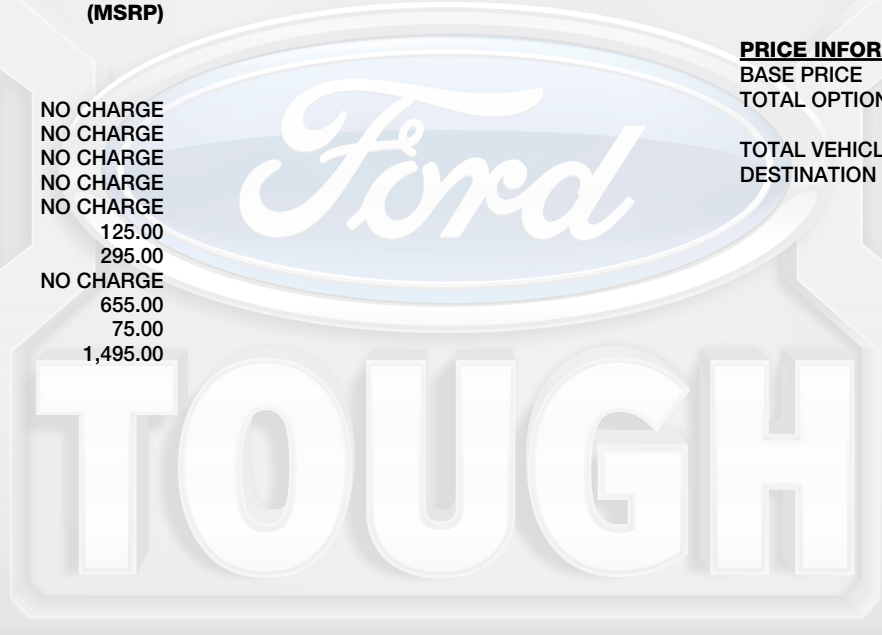 (MSRP)
NO CHARGE
NO CHARGE
NO CHARGE
NO CHARGE
NO CHARGE
125.00
295.00
NO CHARGE
655.00
75.00
1,495.00
PRICE INFOR
BASE PRICE
TOTAL OPTION
TOTAL VEHICL
DESTINATION
Ford
TOUGH